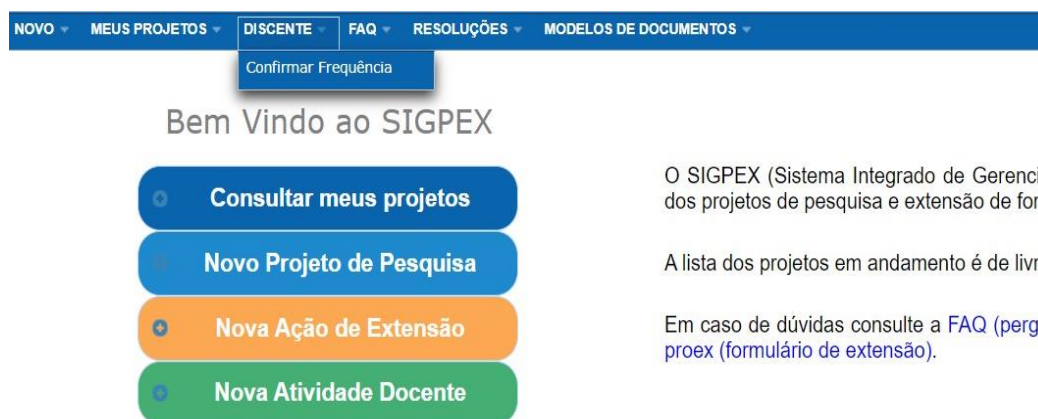 NOVO MEUS PROJETOS DISCENTE FAQ RESOLUÇÕES MODELOS DE DOCUMENTOS
Confirmar Frequência
Bem Vindo ao SIGPEX
Consultar meus projetos
Novo Projeto de Pesquisa
Nova Ação de Extensão
Nova Atividade Docente
O SIGPEX (Sistema Integrado de Gerenci
dos projetos de pesquisa e extensão de for
A lista dos projetos em andamento é de livr
Em caso de dúvidas consulte a FAQ (perg
proex (formulário de extensão).